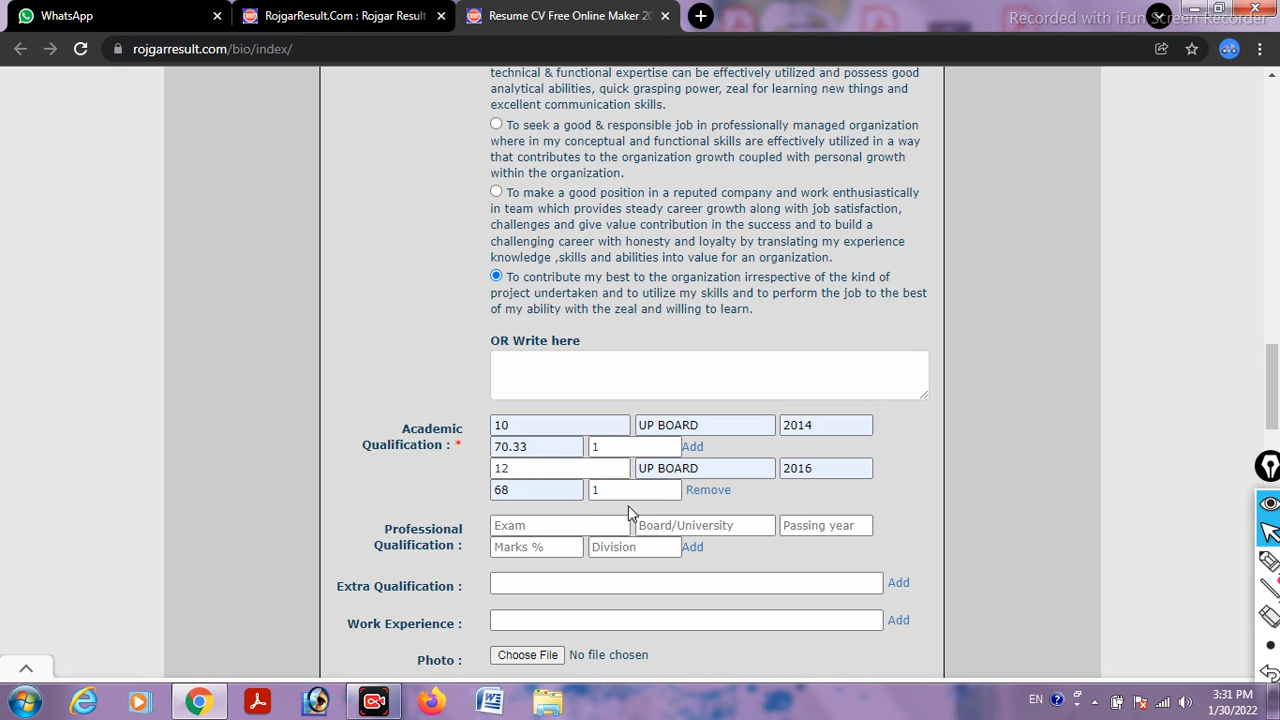 WhatsApp
RojgarResult.Com : Rojgar Result
Resume CV Free Online Maker 20
Recorded with iFun Screen Recorder
rojgarresult.com/bio/index/
technical & functional expertise can be effectively utilized and possess good
analytical abilities, quick grasping power, zeal for learning new things and
excellent communication skills.
To seek a good & responsible job in professionally managed organization
where in my conceptual and functional skills are effectively utilized in a way
that contributes to the organization growth coupled with personal growth
within the organization.
To make a good position in a reputed company and work enthusiastically
in team which provides steady career growth along with job satisfaction,
challenges and give value contribution in the success and to build a
challenging career with honesty and loyalty by translating my experience
knowledge ,skills and abilities into value for an organization.
To contribute my best to the organization irrespective of the kind of
project undertaken and to utilize my skills and to perform the job to the best
of my ability with the zeal and willing to learn.
OR Write here
Academic
Qualification : *
10 UP BOARD 2014
70.33 1 Add
12 UP BOARD 2016
68 1 Remove
Professional
Qualification :
Exam Board/University Passing year
Marks % Division Add
Extra Qualification : Add
Work Experience : Add
Photo : Choose File No file chosen
EN
3:31 PM
1/30/2022